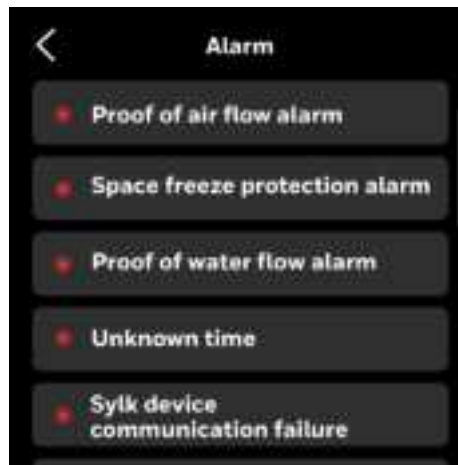 Alarm
Proof of air flow alarm
Space freeze protection alarm
Proof of water flow alarm
Unknown time
Sylk device
communication failure